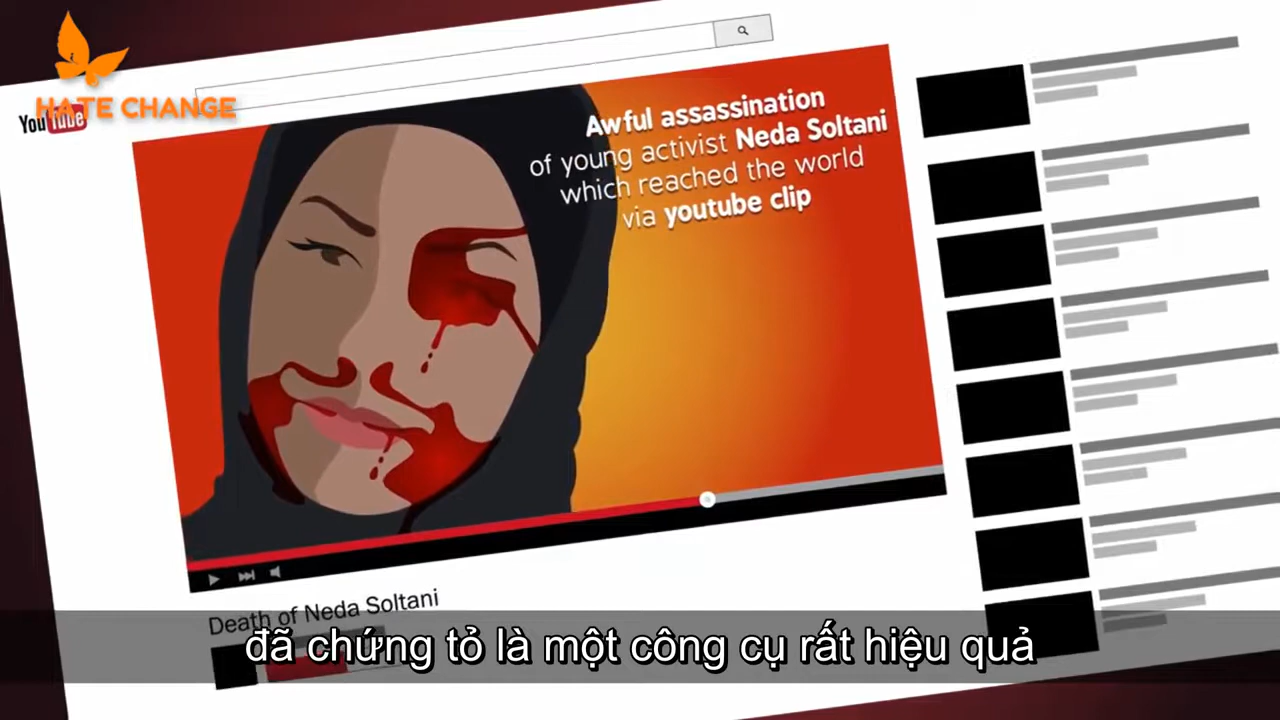 HATE CHANGE
YouTube
Awful assassination
of young activist Neda Soltani
which reached the world
via youtube clip
Death of Neda Soltani
đã chứng tỏ là một công cụ rất hiệu quả